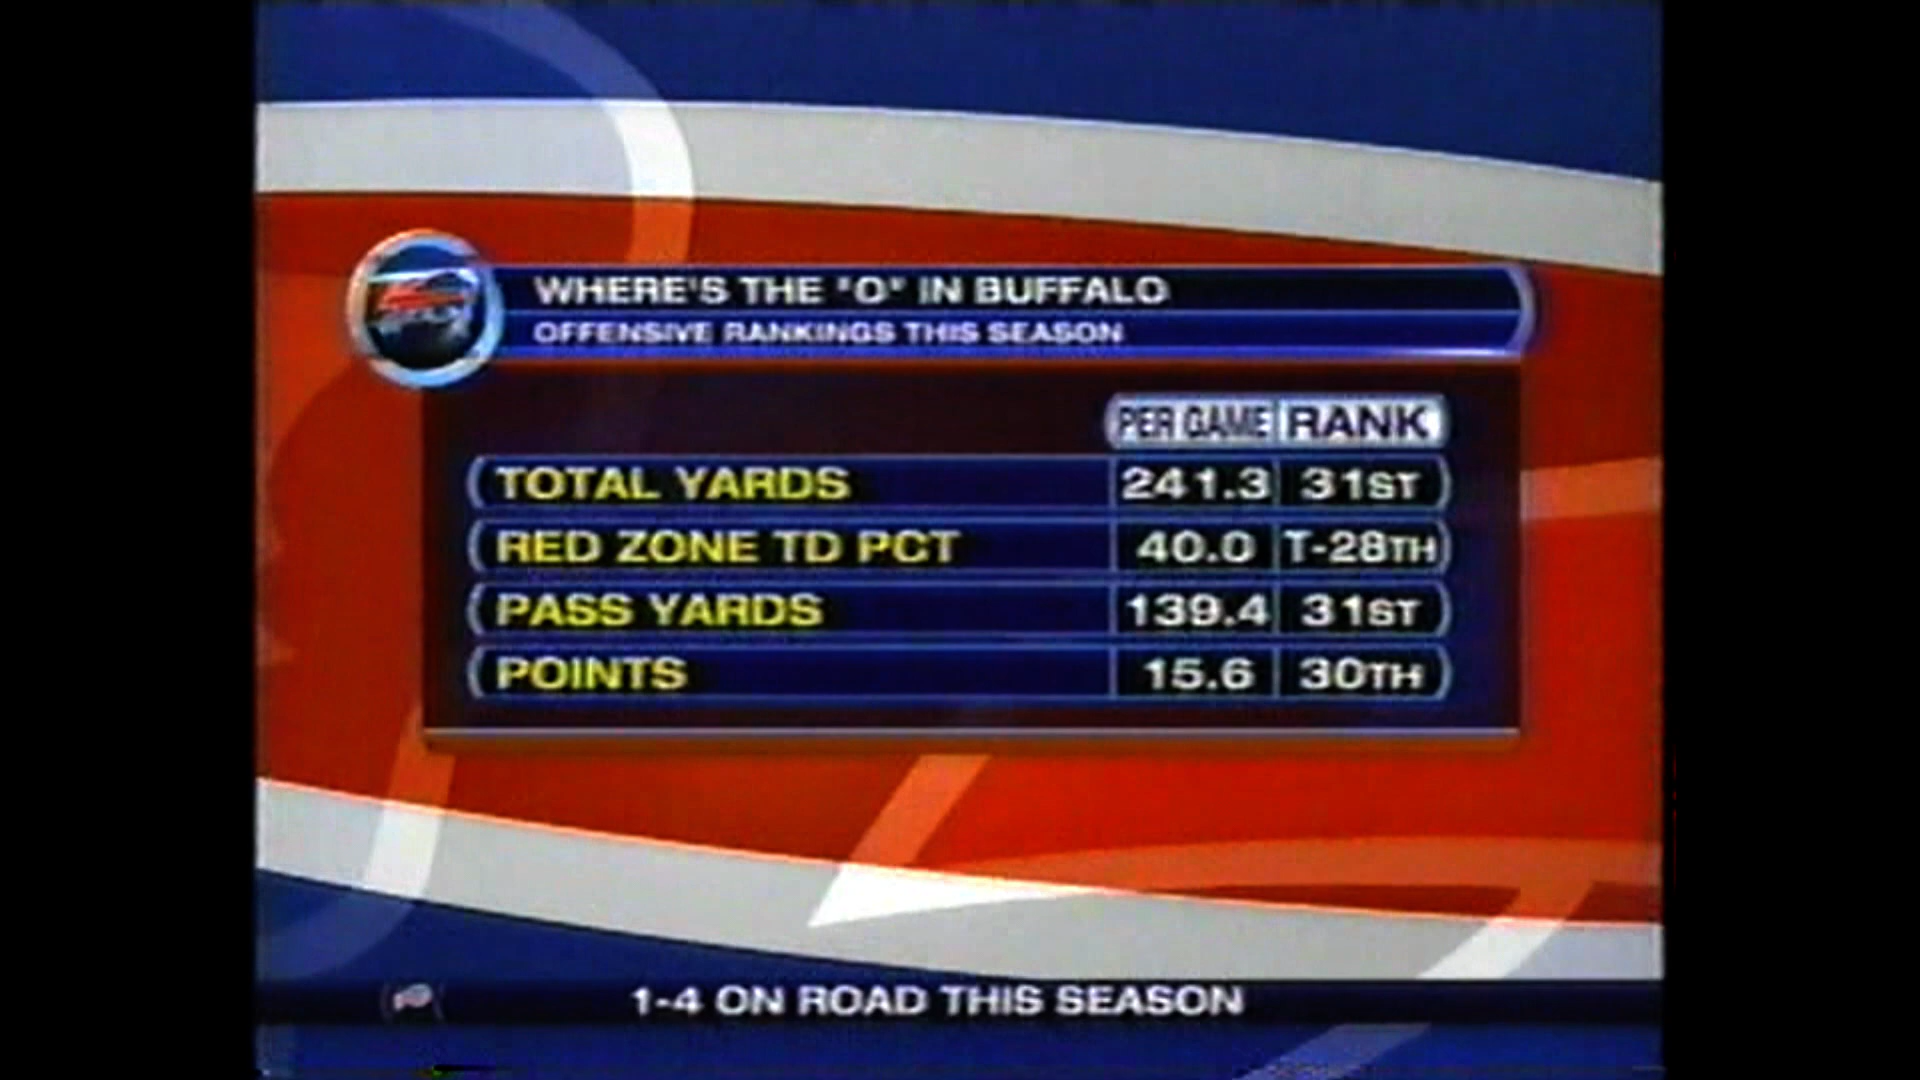 WHERE'S THE "O" IN BUFFALO
OFFENSIVE RANKINGS THIS SEASON
PER GAME RANK
TOTAL YARDS 241.3 31ST
RED ZONE TD PCT 40.0 T-28TH
PASS YARDS 139.4 31ST
POINTS 15.6 30TH
1-4 ON ROAD THIS SEASON